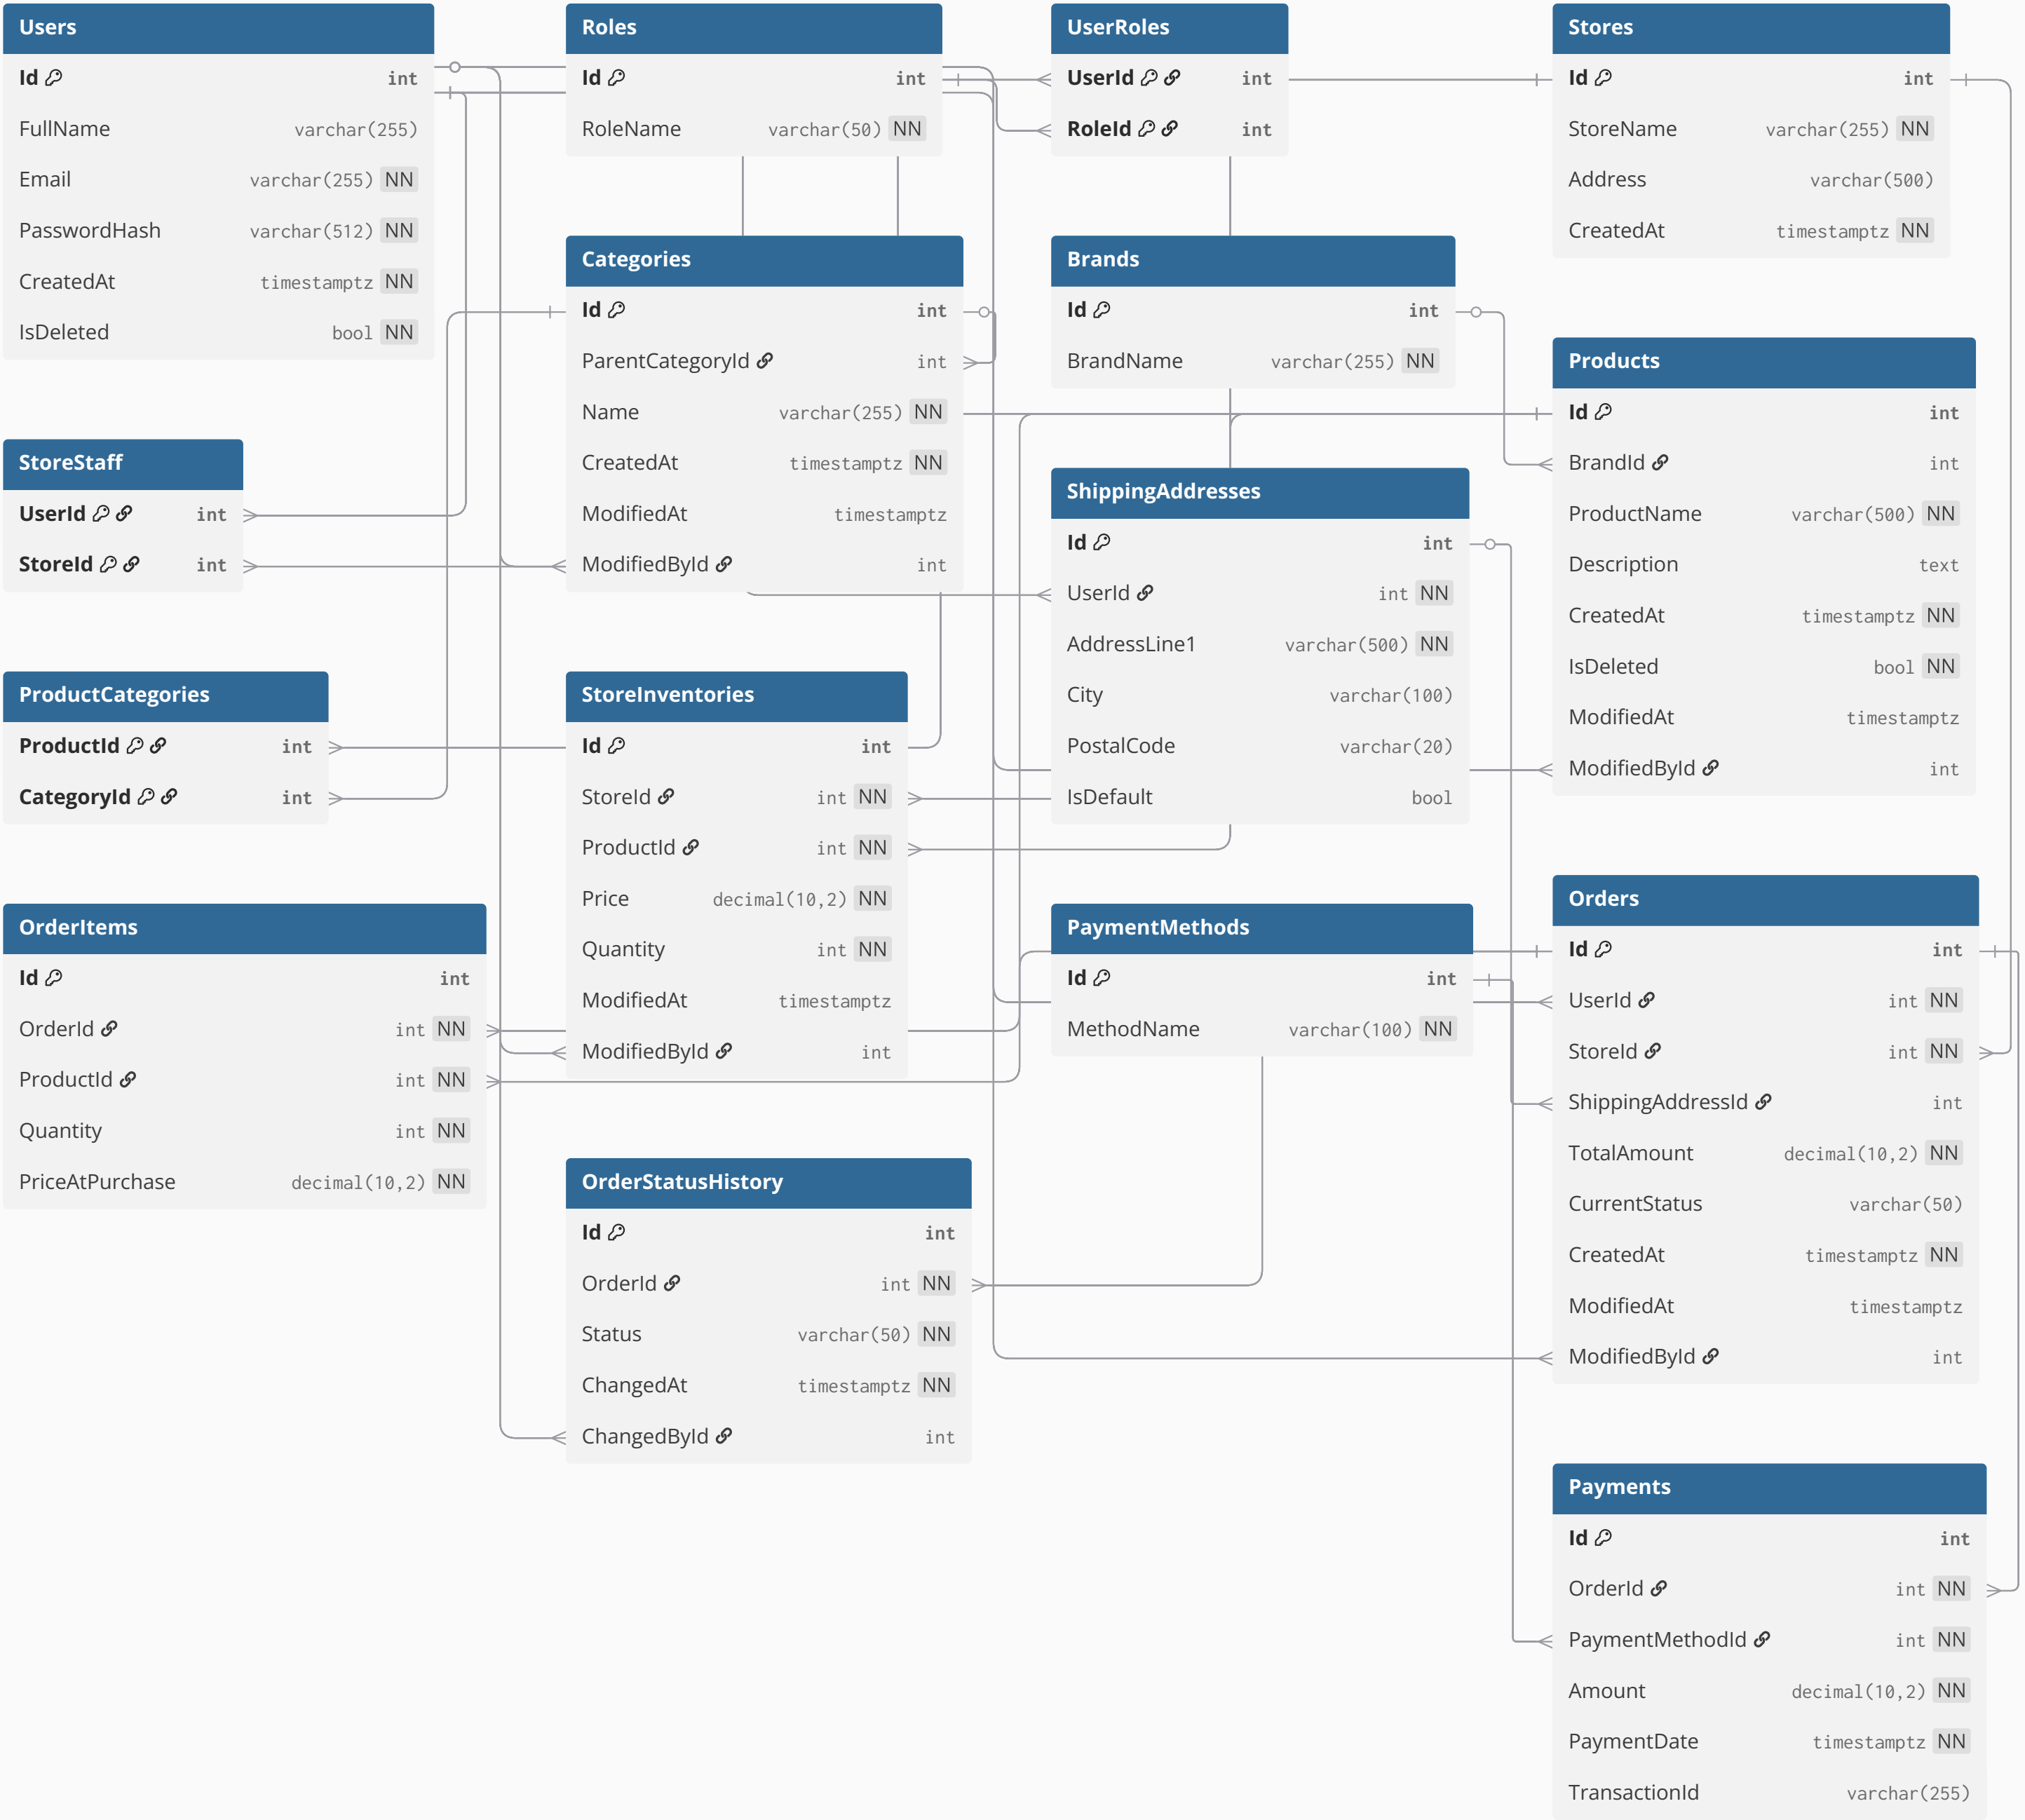 Users
Id int
FullName varchar(255)
Email varchar(255) NN
PasswordHash varchar(512) NN
CreatedAt timestamptz NN
IsDeleted bool NN
Roles
Id int
RoleName varchar(50) NN
UserRoles
UserId int
RoleId int
Stores
Id int
StoreName varchar(255) NN
Address varchar(500)
CreatedAt timestamptz NN
Categories
Id int
ParentCategoryId int
Name varchar(255) NN
CreatedAt timestamptz NN
ModifiedAt timestamptz
ModifiedById int
Brands
Id int
BrandName varchar(255) NN
Products
Id int
BrandId int
ProductName varchar(500) NN
Description text
CreatedAt timestamptz NN
IsDeleted bool NN
ModifiedAt timestamptz
ModifiedById int
StoreStaff
UserId int
StoreId int
ShippingAddresses
Id int
UserId int NN
AddressLine1 varchar(500) NN
City varchar(100)
PostalCode varchar(20)
IsDefault bool
ProductCategories
ProductId int
CategoryId int
StoreInventories
Id int
StoreId int NN
ProductId int NN
Price decimal(10,2) NN
Quantity int NN
ModifiedAt timestamptz
ModifiedById int
OrderItems
Id int
OrderId int NN
ProductId int NN
Quantity int NN
PriceAtPurchase decimal(10,2) NN
PaymentMethods
Id int
MethodName varchar(100) NN
Orders
Id int
UserId int NN
StoreId int NN
ShippingAddressId int
TotalAmount decimal(10,2) NN
CurrentStatus varchar(50)
CreatedAt timestamptz NN
ModifiedAt timestamptz
ModifiedById int
OrderStatusHistory
Id int
OrderId int NN
Status varchar(50) NN
ChangedAt timestamptz NN
ChangedById int
Payments
Id int
OrderId int NN
PaymentMethodId int NN
Amount decimal(10,2) NN
PaymentDate timestamptz NN
TransactionId varchar(255)